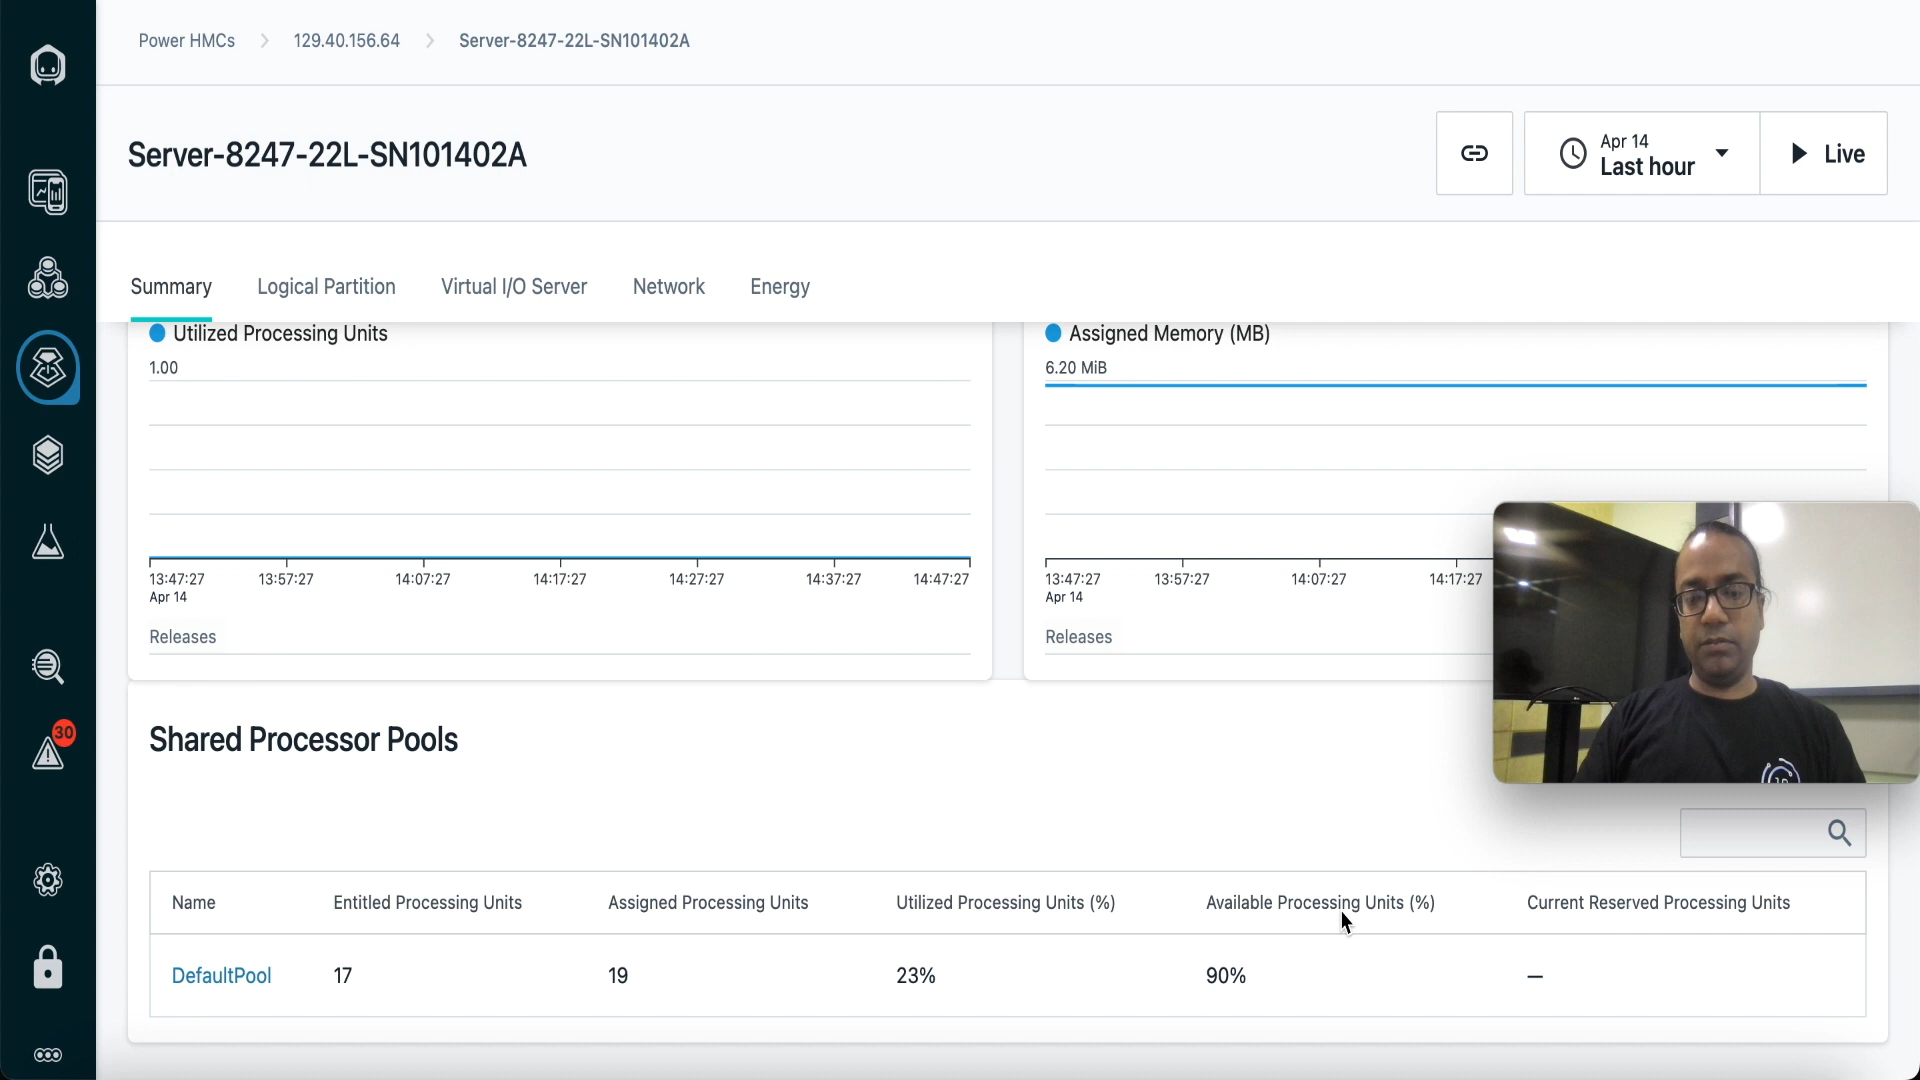 Power HMCs
129.40.156.64
Server-8247-22L-SN101402A
Server-8247-22L-SN101402A
Apr 14
Last hour
Live
Summary
Logical Partition
Virtual I/O Server
Network
Energy
Utilized Processing Units
1.00
13:47:27
13:57:27
14:07:27
14:17:27
14:27:27
14:37:27
14:47:27
Apr 14
Releases
Assigned Memory (MB)
6.20 MiB
13:47:27
13:57:27
14:07:27
14:17:27
Apr 14
Releases
30
Shared Processor Pools
Name
Entitled Processing Units
Assigned Processing Units
Utilized Processing Units (%)
Available Processing Units (%)
Current Reserved Processing Units
DefaultPool
17
19
23%
90%
—